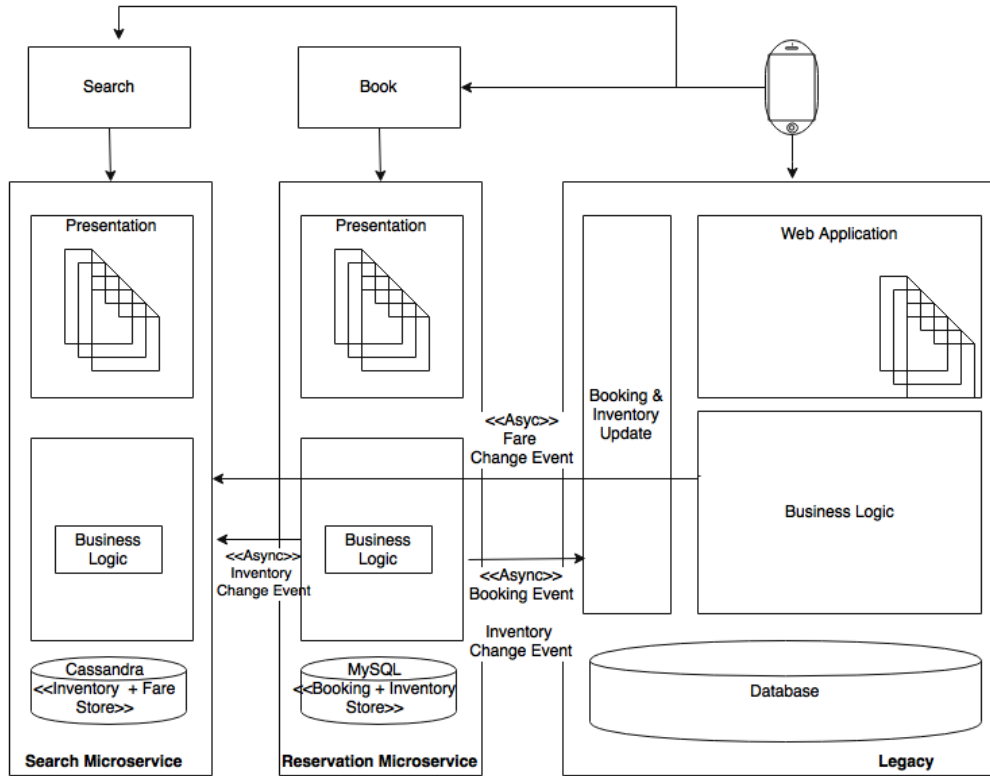 Search
Book
Presentation
Presentation
Web Application
Booking &
Inventory
Update
<<Asyc>>
Fare
Change Event
Business Logic
Business
Logic
<<Async>>
Inventory
Change Event
Business
Logic
<<Async>>
Booking Event
Inventory
Change Event
Cassandra
<<Inventory + Fare
Store>>
MySQL
<<Booking + Inventory
Store>>
Database
Search Microservice
Reservation Microservice
Legacy